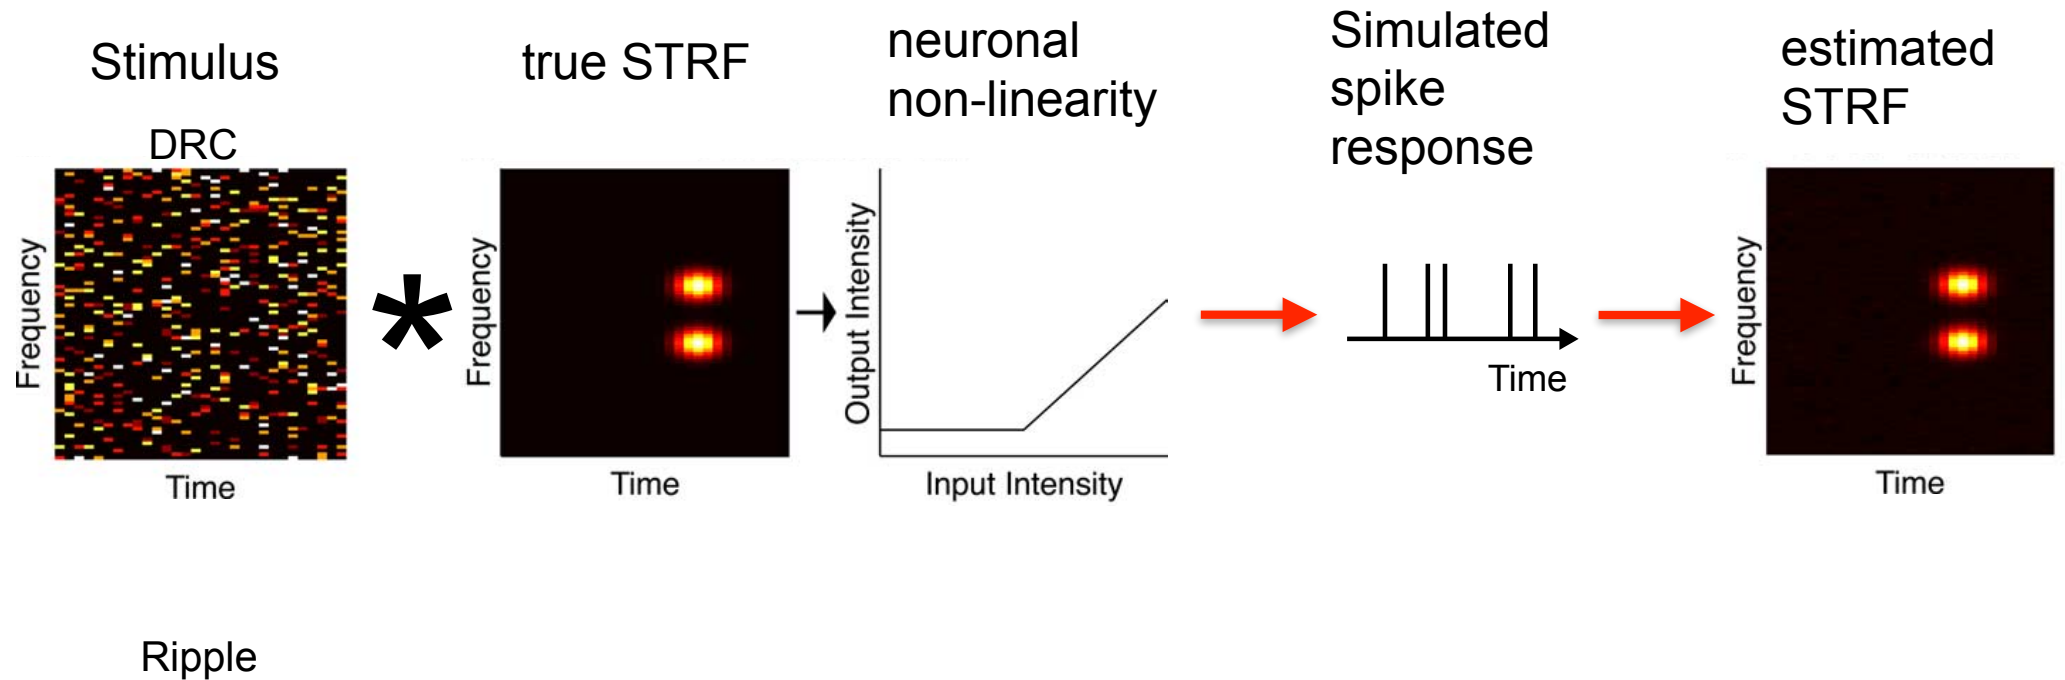 Stimulus
true STRF
neuronal
non-linearity
Simulated
spike
response
estimated
STRF
DRC
Frequency
Time
*
Frequency
Time
Output Intensity
Input Intensity
Time
Frequency
Time
Ripple